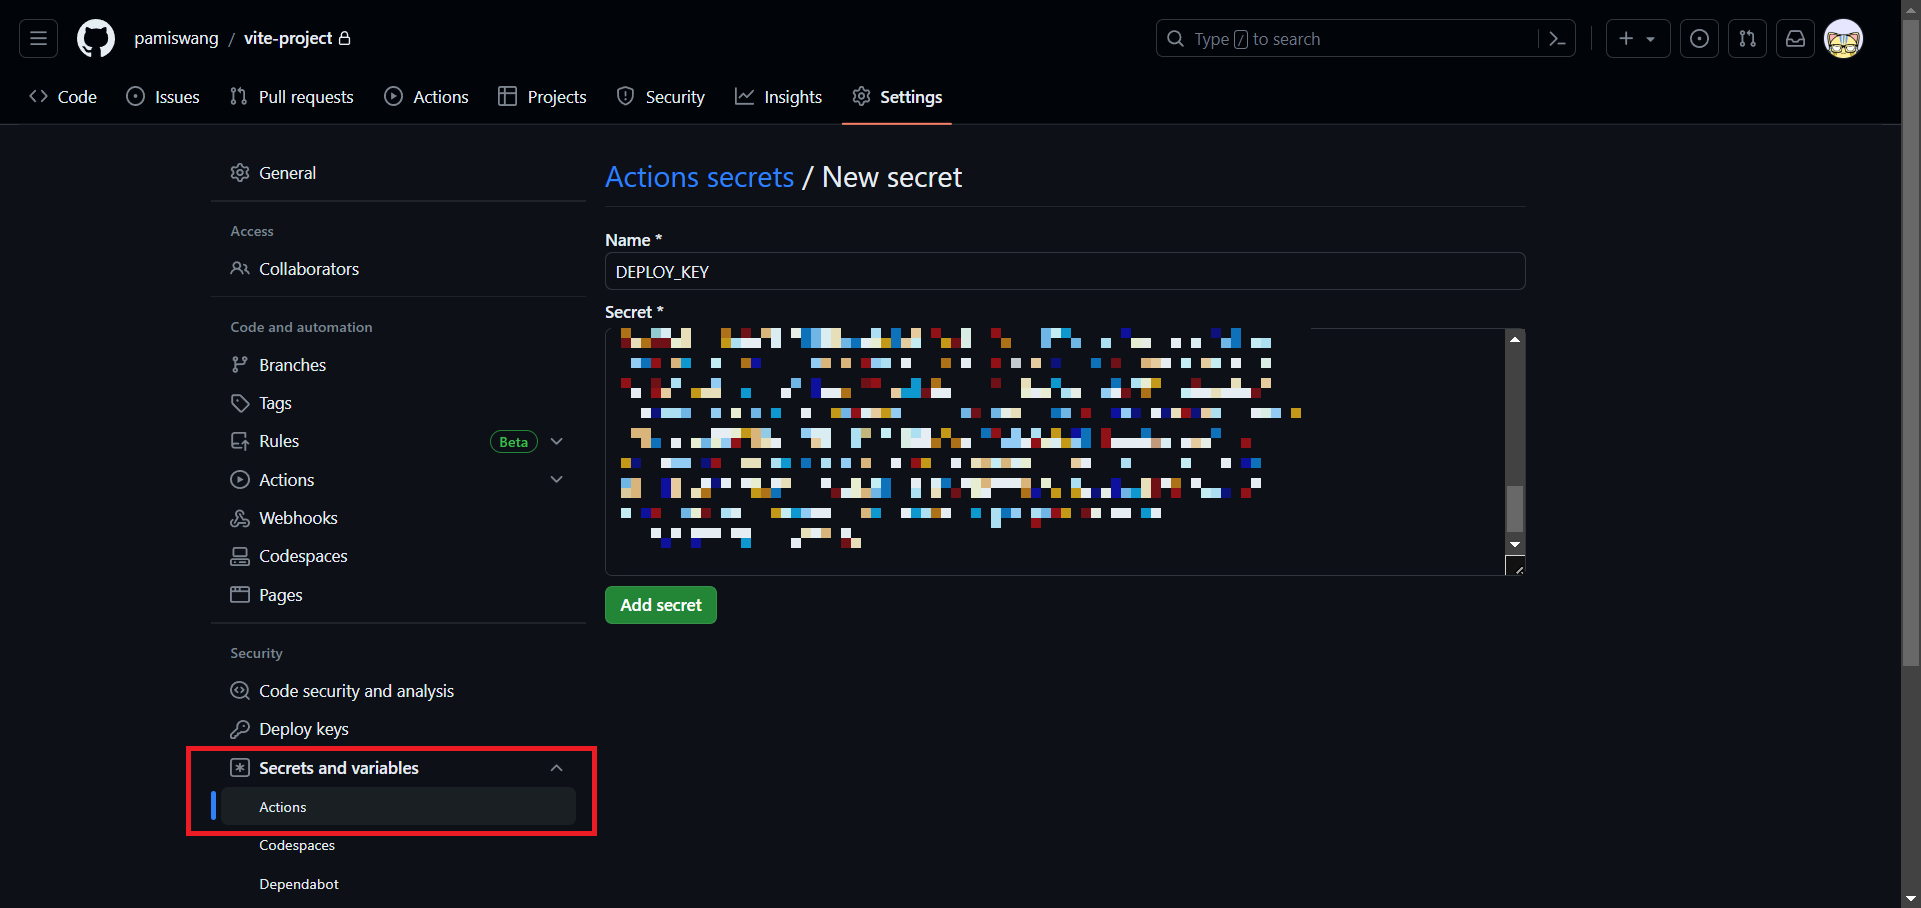 pamiswang / vite-project
Type / to search
Code
Issues
Pull requests
Actions
Projects
Security
Insights
Settings
General
Access
Collaborators
Code and automation
Branches
Tags
Rules Beta
Actions
Webhooks
Codespaces
Pages
Security
Code security and analysis
Deploy keys
Secrets and variables
Actions
Codespaces
Dependabot
Actions secrets / New secret
Name *
DEPLOY_KEY
Secret *
Add secret